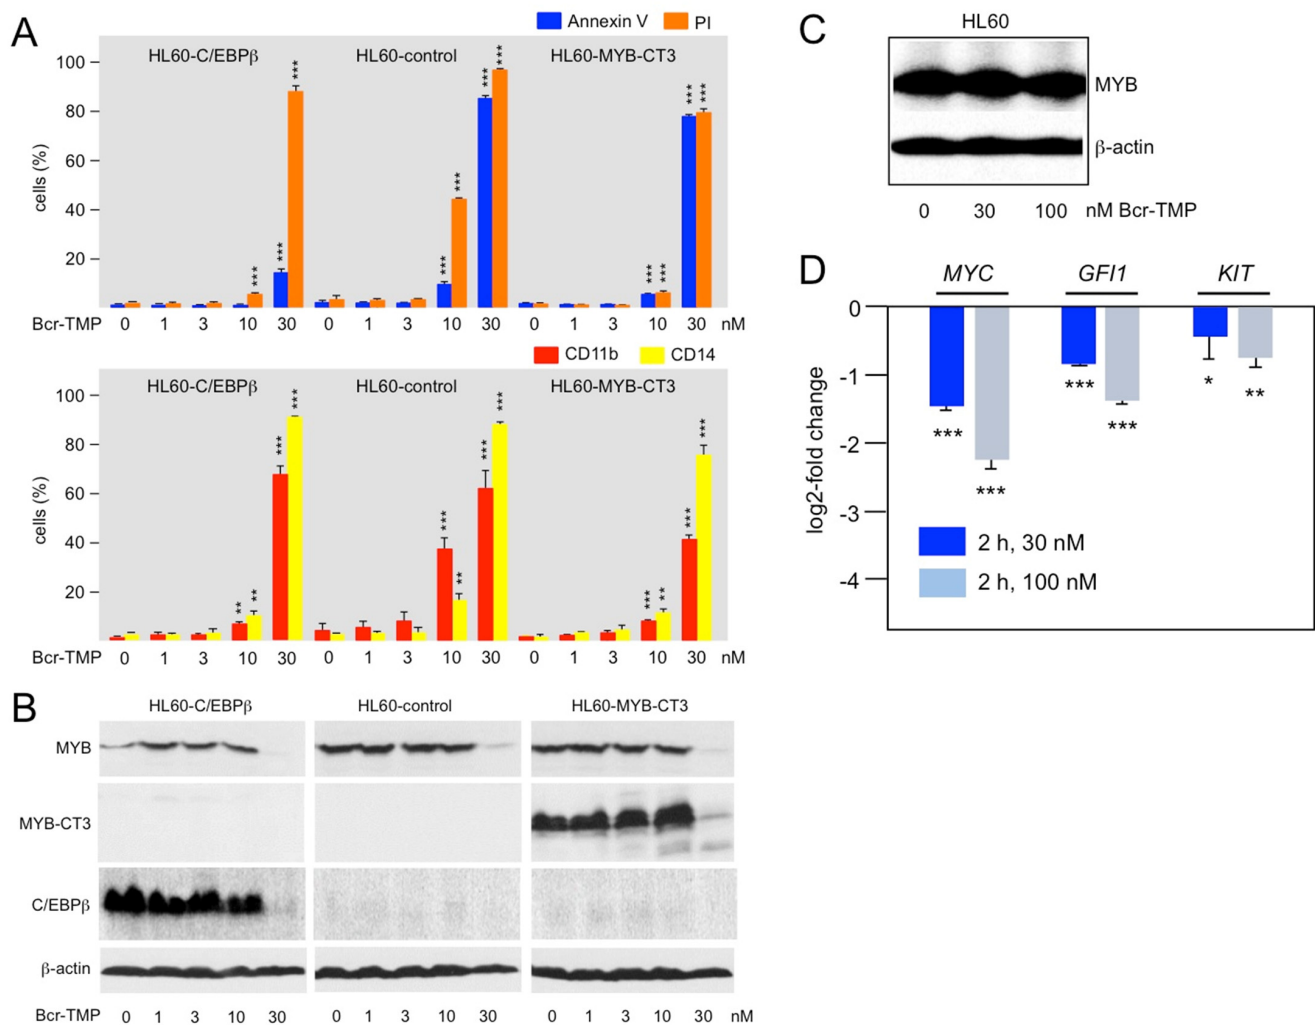 A
Annexin V PI
HL60-C/EBPβ HL60-control HL60-MYB-CT3
cells (%)
100
80
60
40
20
*** *** *** *** *** *** *** *** *** *** ***
Bcr-TMP 0 1 3 10 30 0 1 3 10 30 0 1 3 10 30 nM
CD11b CD14
HL60-C/EBPβ HL60-control HL60-MYB-CT3
cells (%)
100
80
60
40
20
** ** *** *** *** ** *** *** *** ** *** ***
Bcr-TMP 0 1 3 10 30 0 1 3 10 30 0 1 3 10 30 nM
B
HL60-C/EBPβ HL60-control HL60-MYB-CT3
MYB
MYB-CT3
C/EBPβ
β-actin
Bcr-TMP 0 1 3 10 30 0 1 3 10 30 0 1 3 10 30 nM
C
HL60
MYB
β-actin
0 30 100 nM Bcr-TMP
D
MYC GFI1 KIT
log2-fold change
0
-1
-2
-3
-4
*** *** *** *** * **
2 h, 30 nM
2 h, 100 nM